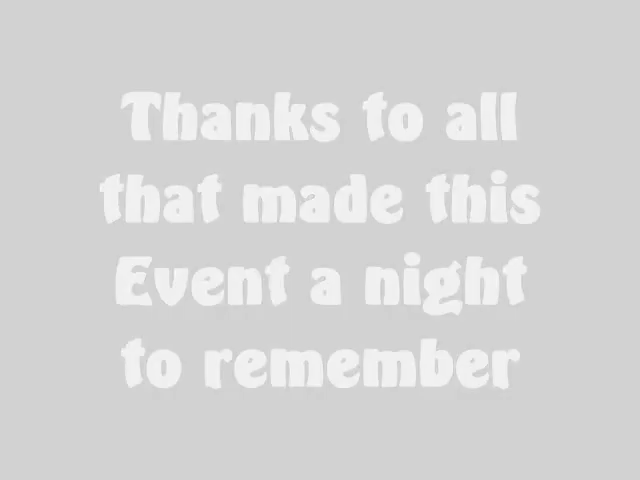 Thanks to all
that made this
Event a night
to remember